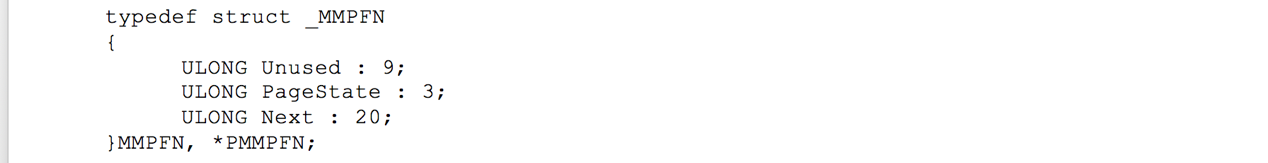 typedef struct _MMPFN
{
ULONG Unused : 9;
ULONG PageState : 3;
ULONG Next : 20;
}MMPFN, *PMMPFN;